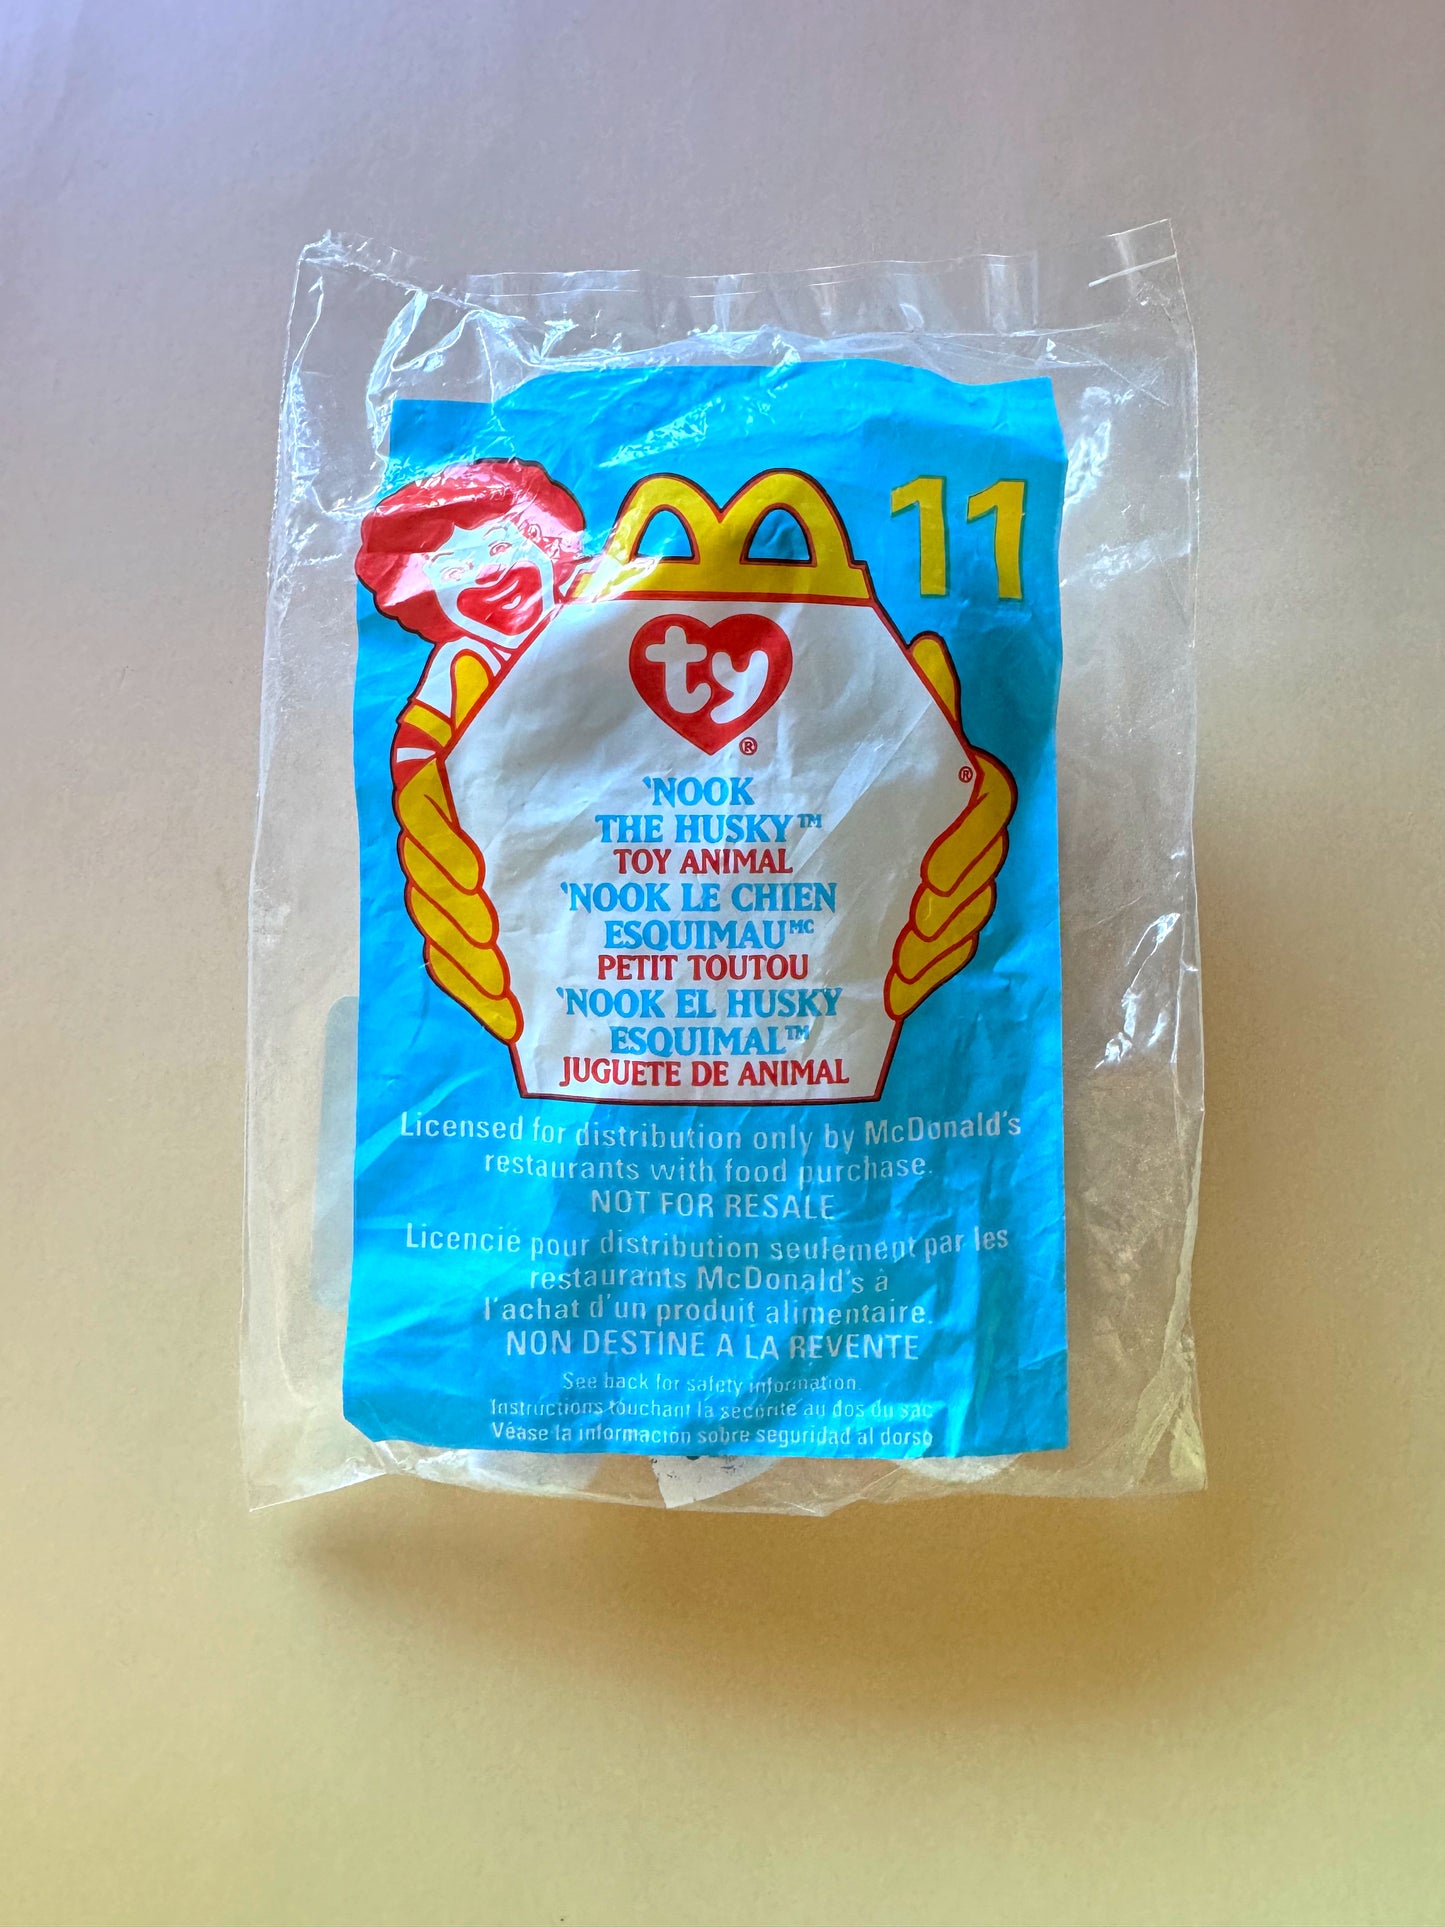 11
ty®
'NOOK
THE HUSKY™
TOY ANIMAL
'NOOK LE CHIEN
ESQUIMAU MC
PETIT TOUTOU
'NOOK EL HUSKY
ESQUIMAL™
JUGUETE DE ANIMAL
®
Licensed for distribution only by McDonald's
restaurants with food purchase.
NOT FOR RESALE
Licencié pour distribution seulement par les
restaurants McDonald's à
l'achat d'un produit alimentaire.
NON DESTINE A LA REVENTE
See back for safety information.
Instructions touchant la sécurite au dos du sac
Véase la información sobre seguridad al dorso